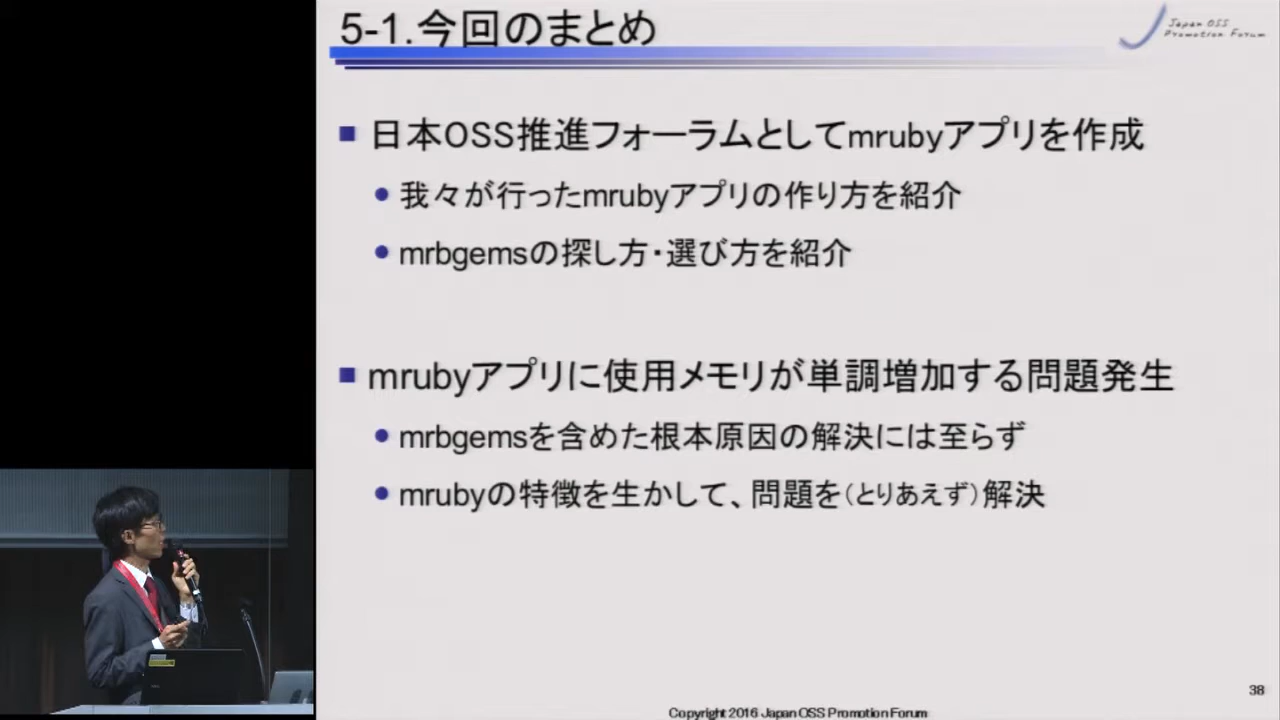 5-1.今回のまとめ
Japan OSS
Promotion Forum
■ 日本OSS推進フォーラムとしてmrubyアプリを作成
● 我々が行ったmrubyアプリの作り方を紹介
● mrbgemsの探し方・選び方を紹介
■ mrubyアプリに使用メモリが単調増加する問題発生
● mrbgemsを含めた根本原因の解決には至らず
● mrubyの特徴を生かして、問題を(とりあえず)解決
38
Copyright 2016 Japan OSS Promotion Forum